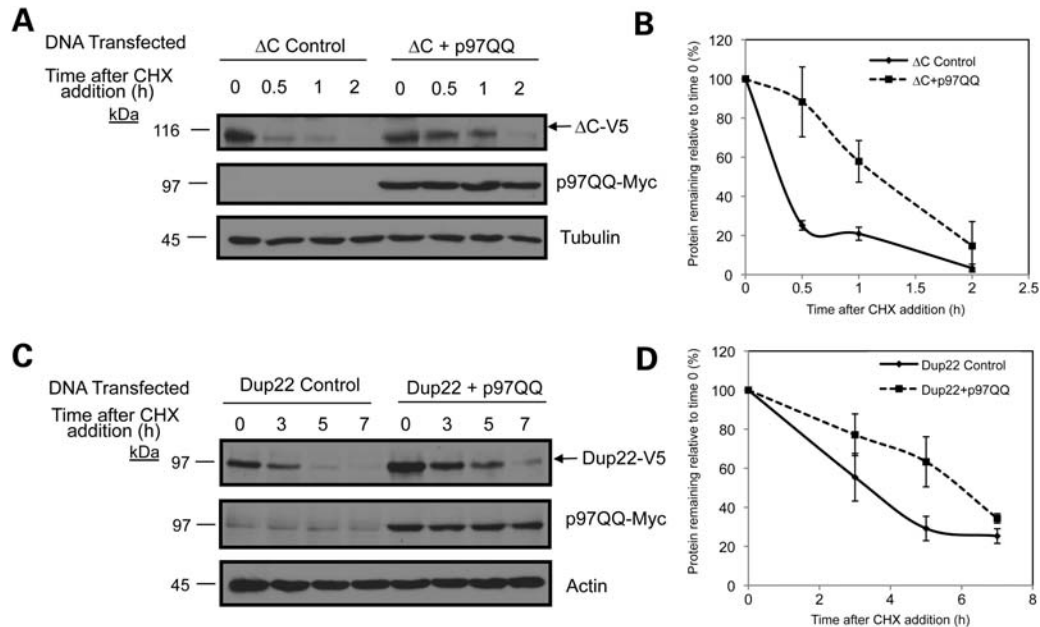 A
DNA Transfected
ΔC Control
ΔC + p97QQ
Time after CHX
addition (h)
0 0.5 1 2 0 0.5 1 2
kDa
116
ΔC-V5
97
p97QQ-Myc
45
Tubulin
B
Protein remaining relative to time 0 (%)
120
100
80
60
40
20
0
ΔC Control
ΔC+p97QQ
0 0.5 1 1.5 2 2.5
Time after CHX addition (h)
C
DNA Transfected
Dup22 Control
Dup22 + p97QQ
Time after CHX
addition (h)
0 3 5 7 0 3 5 7
kDa
97
Dup22-V5
97
p97QQ-Myc
45
Actin
D
Protein remaining relative to time 0 (%)
120
100
80
60
40
20
0
Dup22 Control
Dup22+p97QQ
0 2 4 6 8
Time after CHX addition (h)